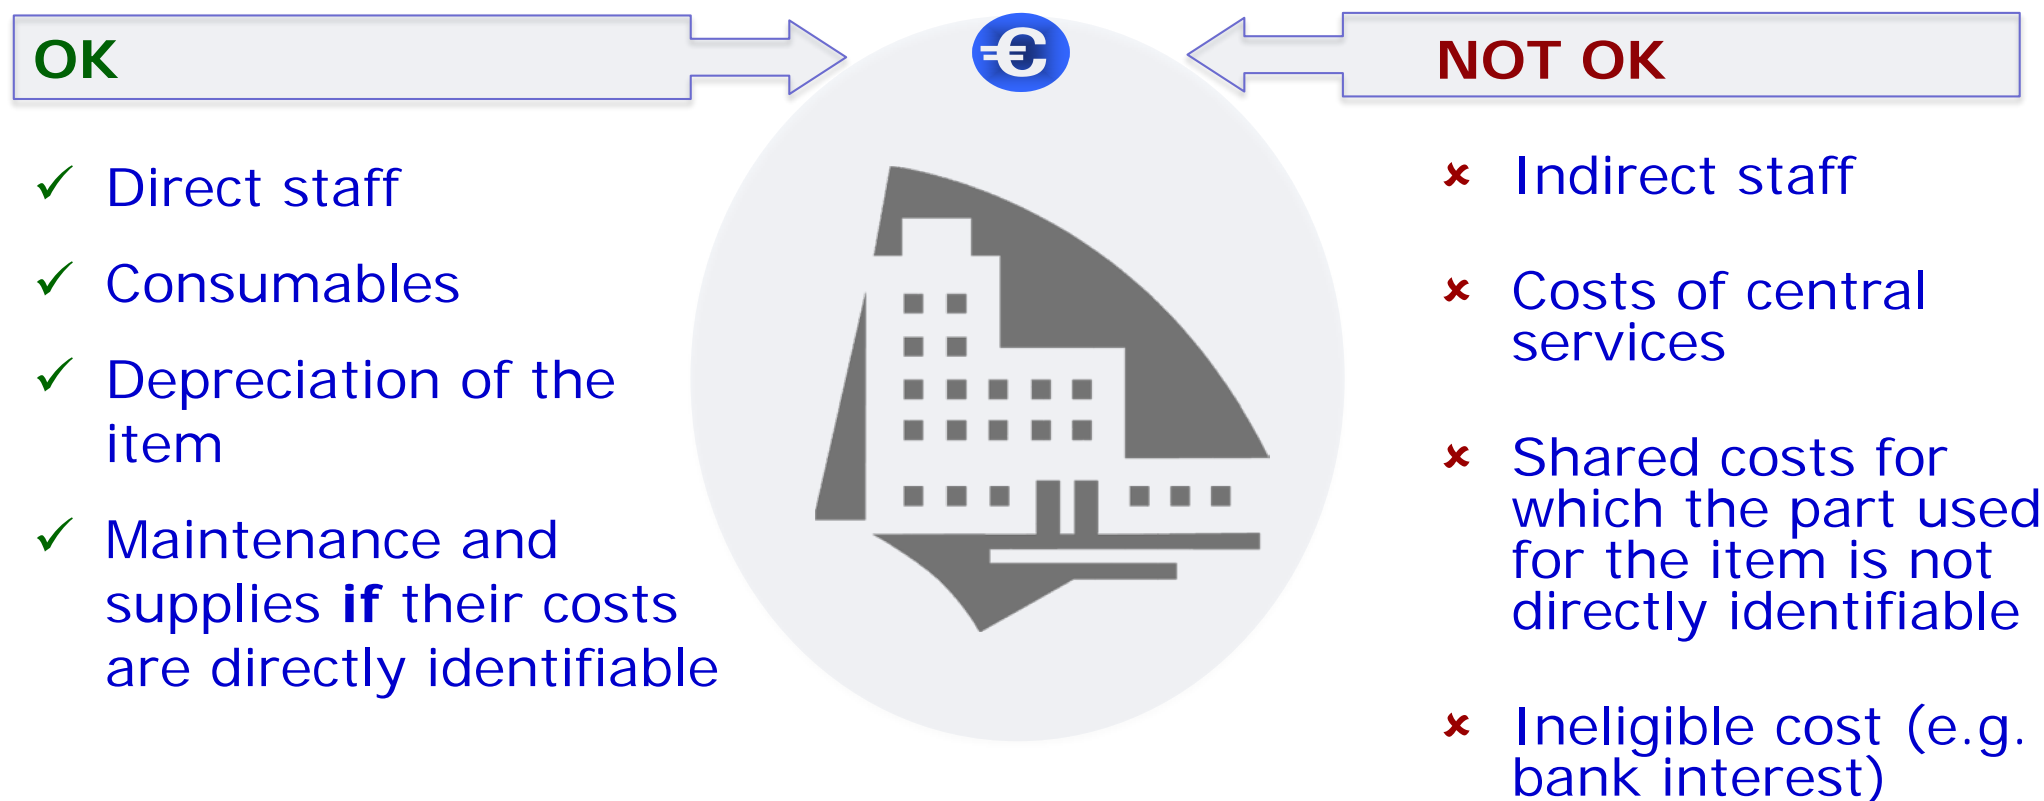 OK
Direct staff
Consumables
Depreciation of the
item
Maintenance and
supplies if their costs
are directly identifiable
€
NOT OK
Indirect staff
Costs of central
services
Shared costs for
which the part used
for the item is not
directly identifiable
Ineligible cost (e.g.
bank interest)